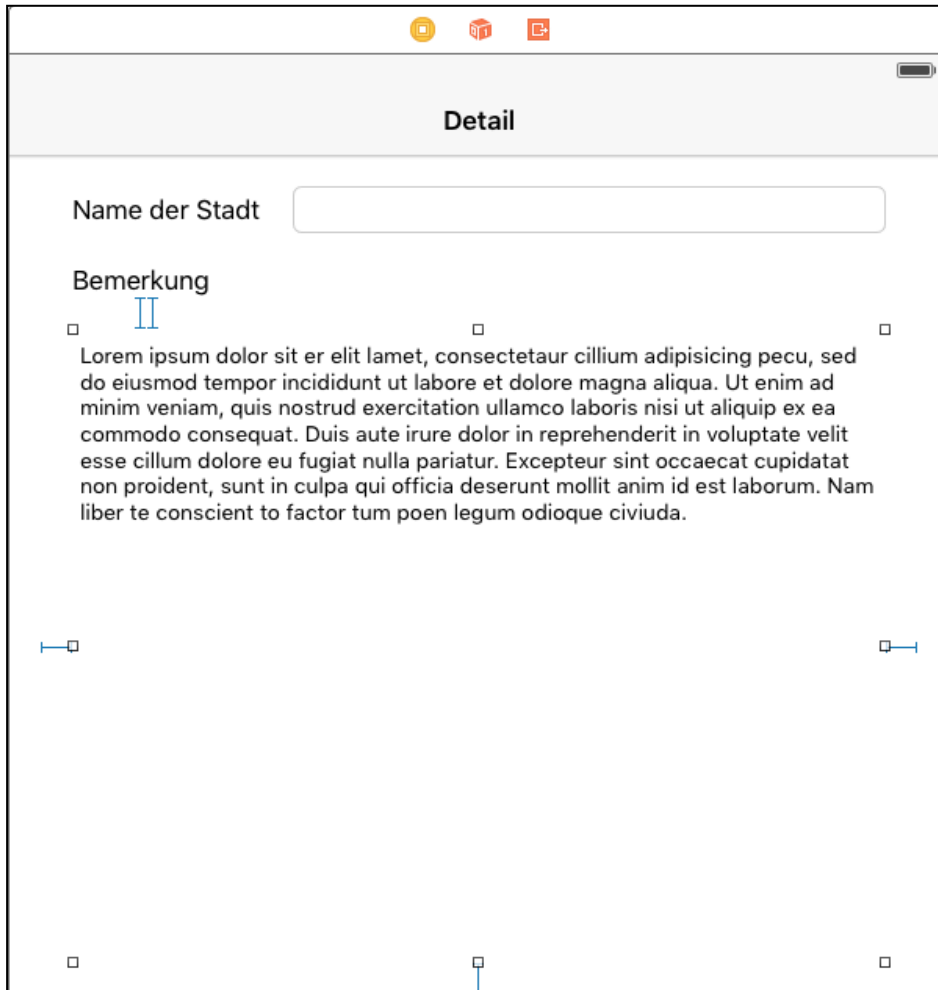 Detail
Name der Stadt
Bemerkung
Lorem ipsum dolor sit er elit lamet, consectetaur cillium adipisicing pecu, sed
do eiusmod tempor incididunt ut labore et dolore magna aliqua. Ut enim ad
minim veniam, quis nostrud exercitation ullamco laboris nisi ut aliquip ex ea
commodo consequat. Duis aute irure dolor in reprehenderit in voluptate velit
esse cillum dolore eu fugiat nulla pariatur. Excepteur sint occaecat cupidatat
non proident, sunt in culpa qui officia deserunt mollit anim id est laborum. Nam
liber te conscient to factor tum poen legum odioque civiuda.